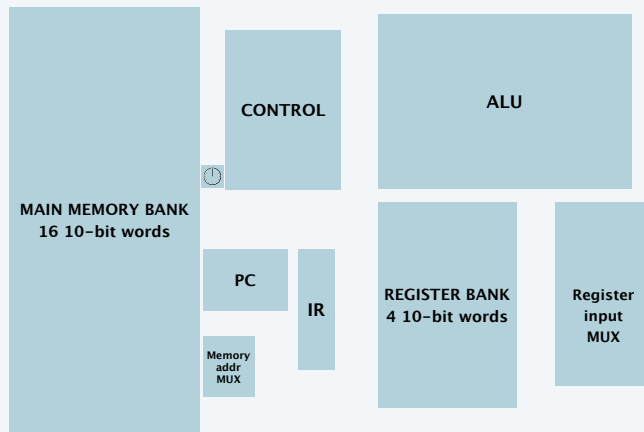 MAIN MEMORY BANK
16 10-bit words
CONTROL
ALU
PC
IR
Memory
addr
MUX
REGISTER BANK
4 10-bit words
Register
input
MUX